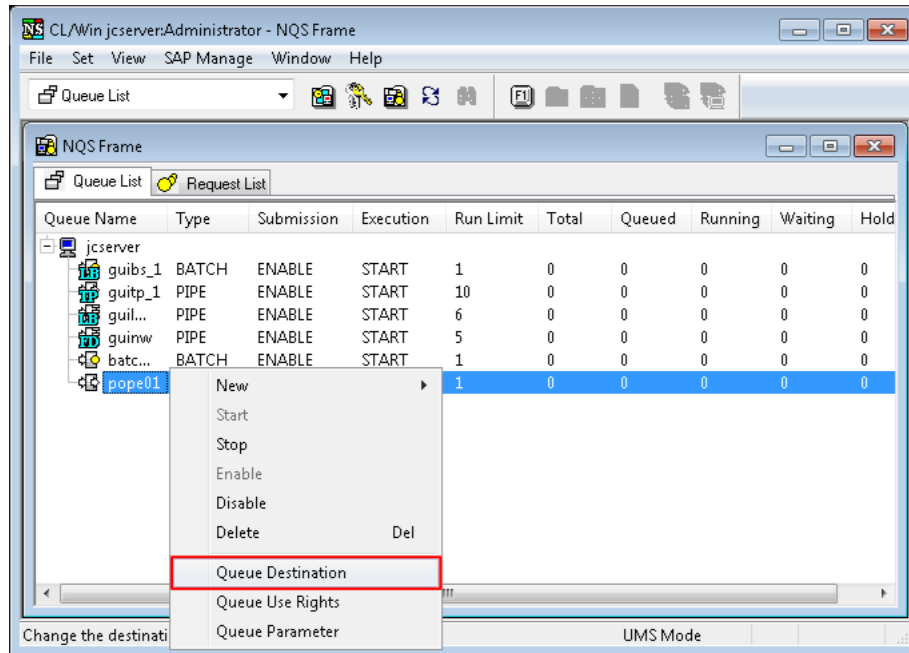 CL/Win jcserver:Administrator - NQS Frame
File Set View SAP Manage Window Help
Queue List
F1
NQS Frame
Queue List Request List
Queue Name Type Submission Execution Run Limit Total Queued Running Waiting Hold
jcserver
guibs_1 BATCH ENABLE START 1 0 0 0 0 0
guitp_1 PIPE ENABLE START 10 0 0 0 0 0
guil... PIPE ENABLE START 6 0 0 0 0 0
guinw PIPE ENABLE START 5 0 0 0 0 0
batc... BATCH ENABLE START 1 0 0 0 0 0
pope01 1 0 0 0 0 0
New
Start
Stop
Enable
Disable
Delete Del
Queue Destination
Queue Use Rights
Queue Parameter
Change the destinati UMS Mode